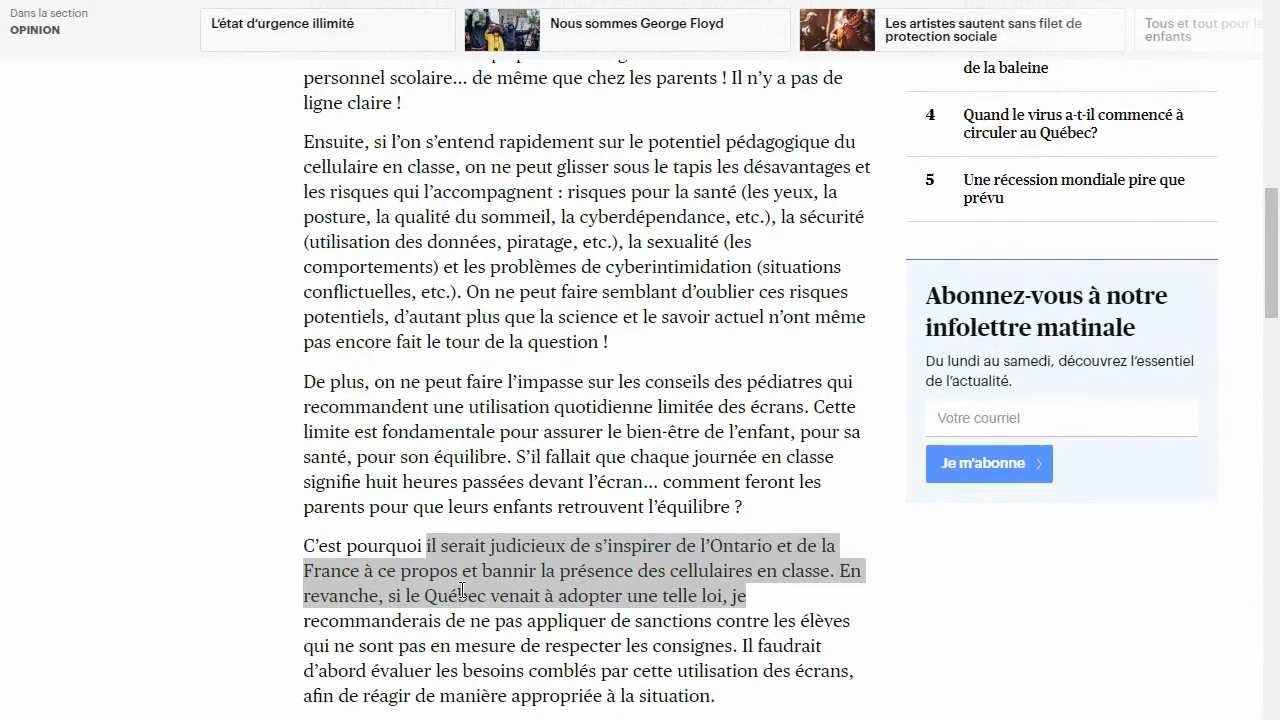 Dans la section
OPINION
L'état d'urgence illimité
Nous sommes George Floyd
Les artistes sautent sans filet de
protection sociale
Tous et tout pour le
enfants
personnel scolaire… de même que chez les parents ! Il n'y a pas de
ligne claire !
Ensuite, si l'on s'entend rapidement sur le potentiel pédagogique du
cellulaire en classe, on ne peut glisser sous le tapis les désavantages et
les risques qui l'accompagnent : risques pour la santé (les yeux, la
posture, la qualité du sommeil, la cyberdépendance, etc.), la sécurité
(utilisation des données, piratage, etc.), la sexualité (les
comportements) et les problèmes de cyberintimidation (situations
conflictuelles, etc.). On ne peut faire semblant d'oublier ces risques
potentiels, d'autant plus que la science et le savoir actuel n'ont même
pas encore fait le tour de la question !
De plus, on ne peut faire l'impasse sur les conseils des pédiatres qui
recommandent une utilisation quotidienne limitée des écrans. Cette
limite est fondamentale pour assurer le bien-être de l'enfant, pour sa
santé, pour son équilibre. S'il fallait que chaque journée en classe
signifie huit heures passées devant l'écran… comment feront les
parents pour que leurs enfants retrouvent l'équilibre ?
C'est pourquoi il serait judicieux de s'inspirer de l'Ontario et de la
France à ce propos et bannir la présence des cellulaires en classe. En
revanche, si le Québec venait à adopter une telle loi, je
recommanderais de ne pas appliquer de sanctions contre les élèves
qui ne sont pas en mesure de respecter les consignes. Il faudrait
d'abord évaluer les besoins comblés par cette utilisation des écrans,
afin de réagir de manière appropriée à la situation.
de la baleine
4 Quand le virus a-t-il commencé à
circuler au Québec?
5 Une récession mondiale pire que
prévu
Abonnez-vous à notre
infolettre matinale
Du lundi au samedi, découvrez l'essentiel
de l'actualité.
Votre courriel
Je m'abonne